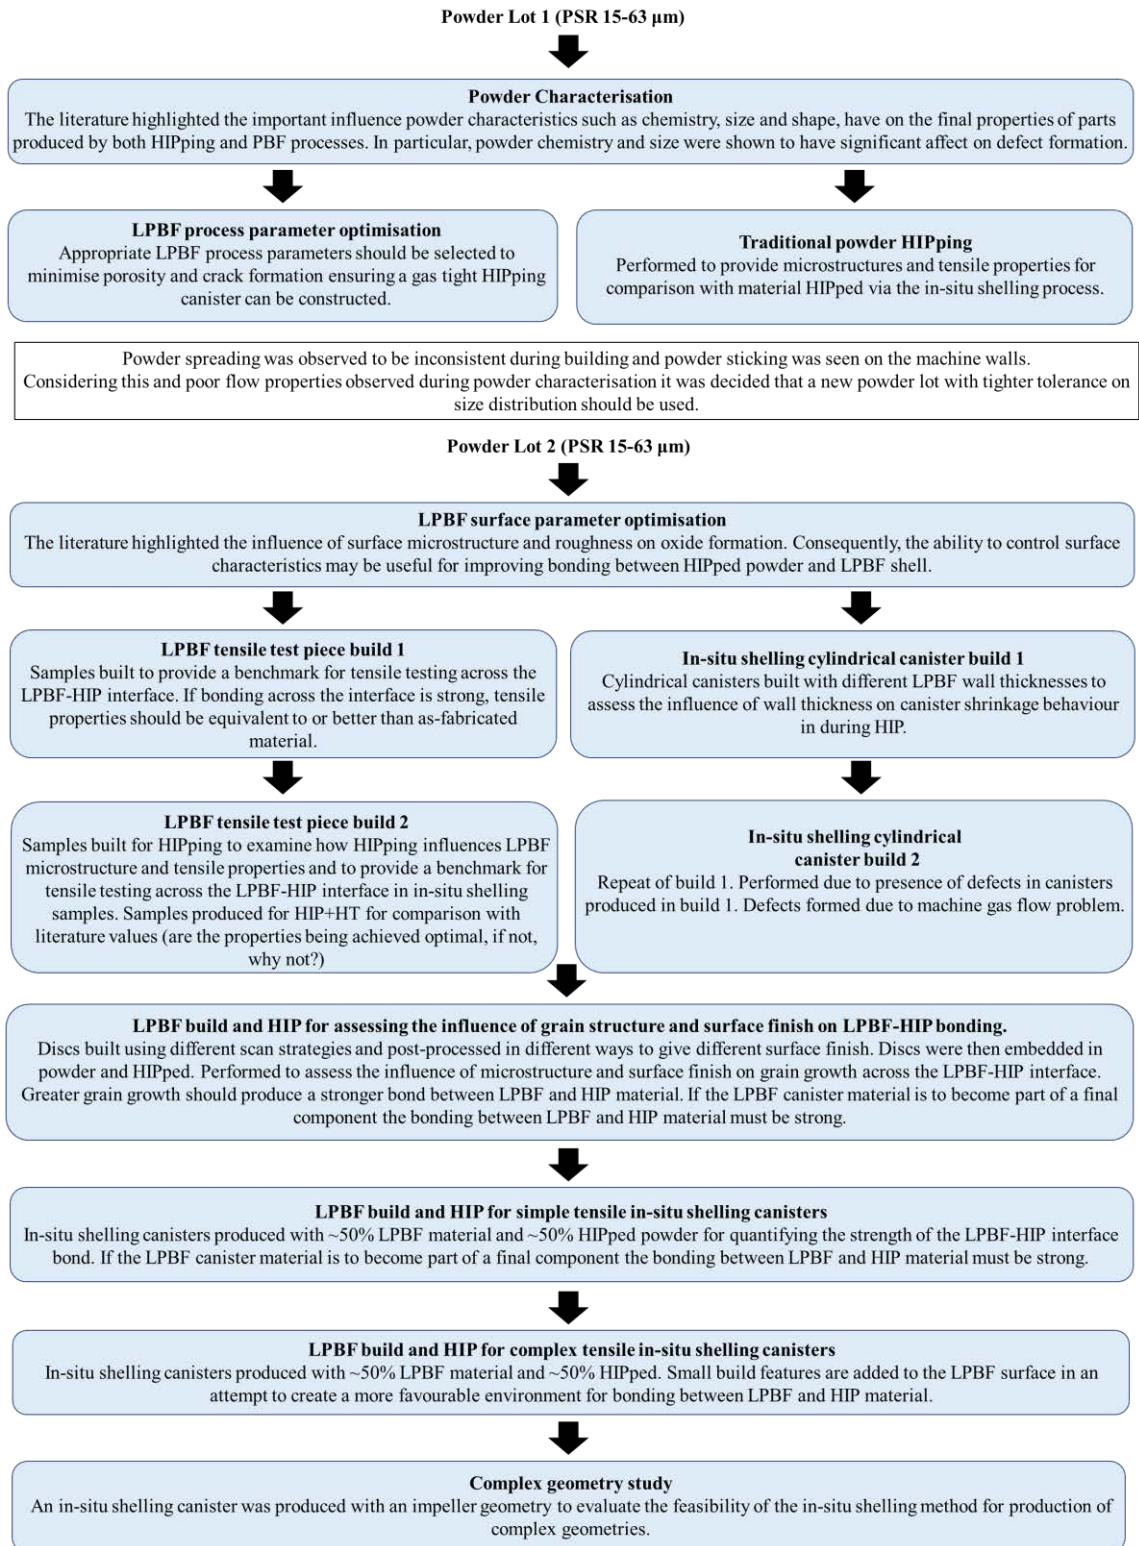 Powder Lot 1 (PSR 15-63 μm)
Powder Characterisation
The literature highlighted the important influence powder characteristics such as chemistry, size and shape, have on the final properties of parts
produced by both HIPping and PBF processes. In particular, powder chemistry and size were shown to have significant affect on defect formation.
LPBF process parameter optimisation
Appropriate LPBF process parameters should be selected to
minimise porosity and crack formation ensuring a gas tight HIPping
canister can be constructed.
Traditional powder HIPping
Performed to provide microstructures and tensile properties for
comparison with material HIPped via the in-situ shelling process.
Powder spreading was observed to be inconsistent during building and powder sticking was seen on the machine walls.
Considering this and poor flow properties observed during powder characterisation it was decided that a new powder lot with tighter tolerance on
size distribution should be used.
Powder Lot 2 (PSR 15-63 μm)
LPBF surface parameter optimisation
The literature highlighted the influence of surface microstructure and roughness on oxide formation. Consequently, the ability to control surface
characteristics may be useful for improving bonding between HIPped powder and LPBF shell.
LPBF tensile test piece build 1
Samples built to provide a benchmark for tensile testing across the
LPBF-HIP interface. If bonding across the interface is strong, tensile
properties should be equivalent to or better than as-fabricated
material.
In-situ shelling cylindrical canister build 1
Cylindrical canisters built with different LPBF wall thicknesses to
assess the influence of wall thickness on canister shrinkage behaviour
in during HIP.
LPBF tensile test piece build 2
Samples built for HIPping to examine how HIPping influences LPBF
microstructure and tensile properties and to provide a benchmark for
tensile testing across the LPBF-HIP interface in in-situ shelling
samples. Samples produced for HIP+HT for comparison with
literature values (are the properties being achieved optimal, if not,
why not?)
In-situ shelling cylindrical
canister build 2
Repeat of build 1. Performed due to presence of defects in canisters
produced in build 1. Defects formed due to machine gas flow problem.
LPBF build and HIP for assessing the influence of grain structure and surface finish on LPBF-HIP bonding.
Discs built using different scan strategies and post-processed in different ways to give different surface finish. Discs were then embedded in
powder and HIPped. Performed to assess the influence of microstructure and surface finish on grain growth across the LPBF-HIP interface.
Greater grain growth should produce a stronger bond between LPBF and HIP material. If the LPBF canister material is to become part of a final
component the bonding between LPBF and HIP material must be strong.
LPBF build and HIP for simple tensile in-situ shelling canisters
In-situ shelling canisters produced with ~50% LPBF material and ~50% HIPped powder for quantifying the strength of the LPBF-HIP interface
bond. If the LPBF canister material is to become part of a final component the bonding between LPBF and HIP material must be strong.
LPBF build and HIP for complex tensile in-situ shelling canisters
In-situ shelling canisters produced with ~50% LPBF material and ~50% HIPped. Small build features are added to the LPBF surface in an
attempt to create a more favourable environment for bonding between LPBF and HIP material.
Complex geometry study
An in-situ shelling canister was produced with an impeller geometry to evaluate the feasibility of the in-situ shelling method for production of
complex geometries.